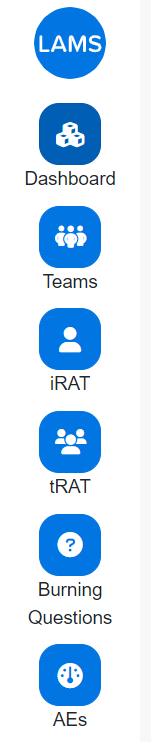 LAMS
Dashboard
Teams
iRAT
tRAT
Burning
Questions
AEs